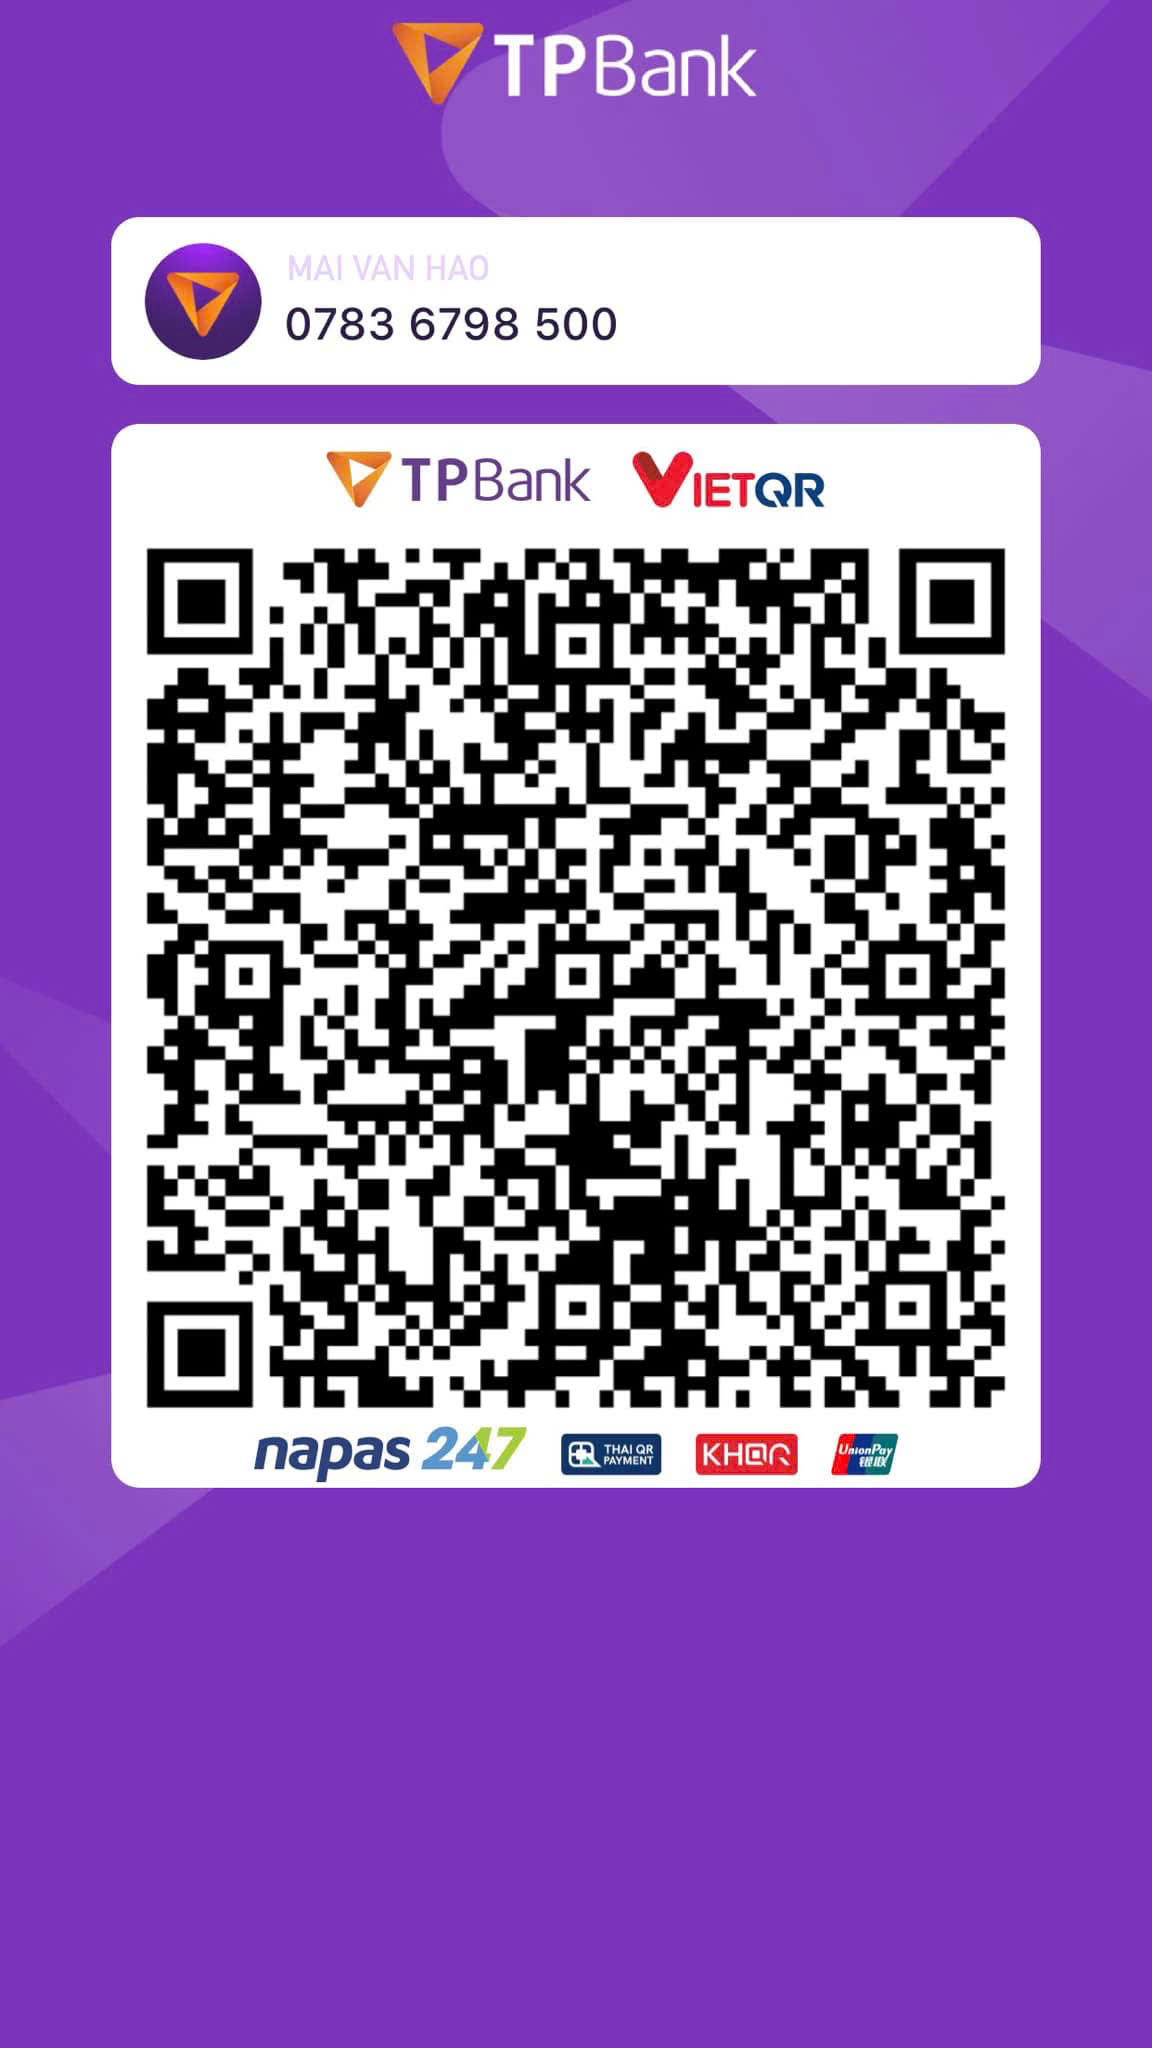 TPBank
MAI VAN HAO
0783 6798 500
TPBank VIETQR
napas 247 THAI QR PAYMENT KHQR UnionPay 银联